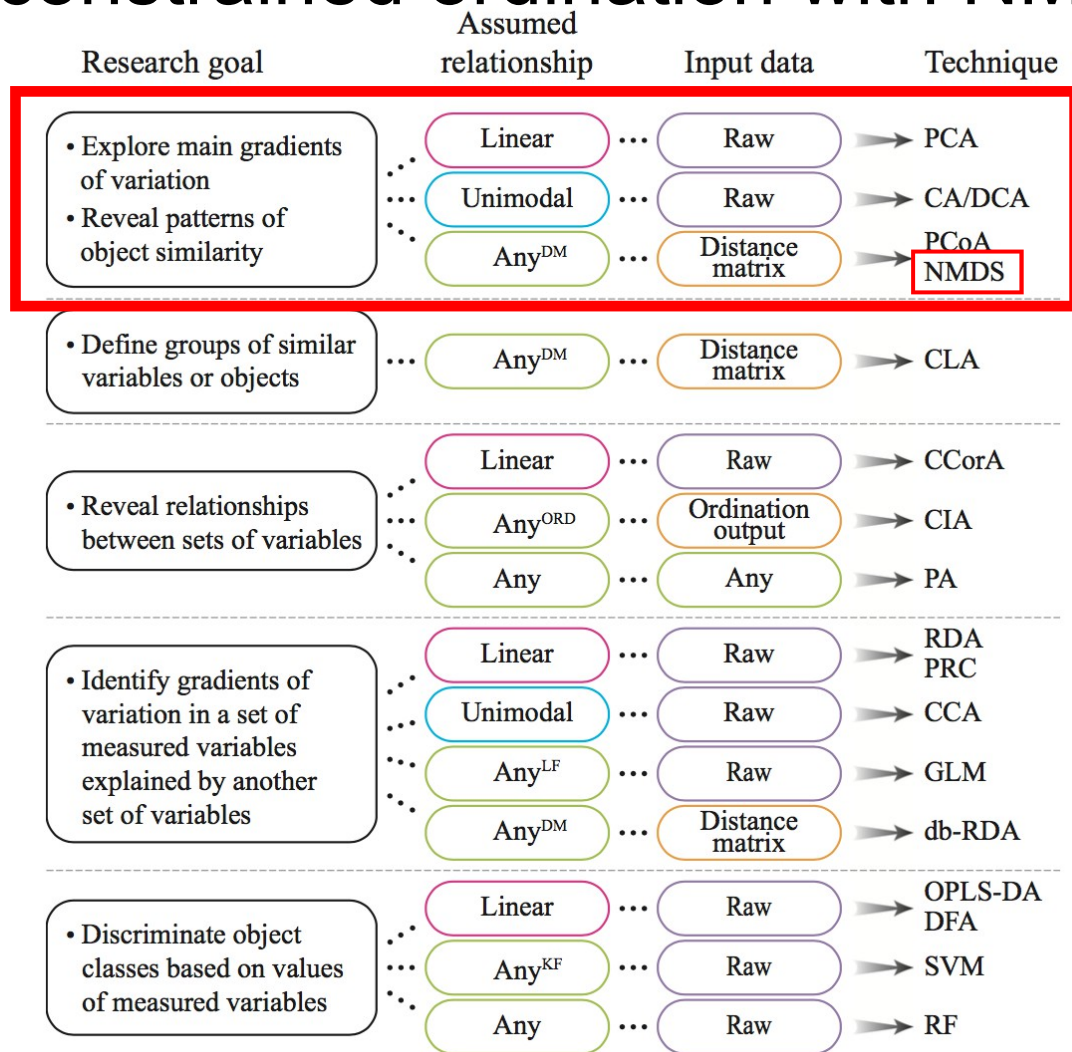 constrained ordination with NM
Assumed
Research goal relationship Input data Technique
• Explore main gradients
of variation
• Reveal patterns of
object similarity
Linear ••• Raw PCA
Unimodal ••• Raw CA/DCA
AnyDM ••• Distance
matrix
PCoA
NMDS
• Define groups of similar
variables or objects
AnyDM ••• Distance
matrix
CLA
• Reveal relationships
between sets of variables
Linear ••• Raw CCorA
AnyORD ••• Ordination
output
CIA
Any ••• Any PA
• Identify gradients of
variation in a set of
measured variables
explained by another
set of variables
Linear ••• Raw RDA
PRC
Unimodal ••• Raw CCA
AnyLF ••• Raw GLM
AnyDM ••• Distance
matrix
db-RDA
• Discriminate object
classes based on values
of measured variables
Linear ••• Raw OPLS-DA
DFA
AnyKF ••• Raw SVM
Any ••• Raw RF